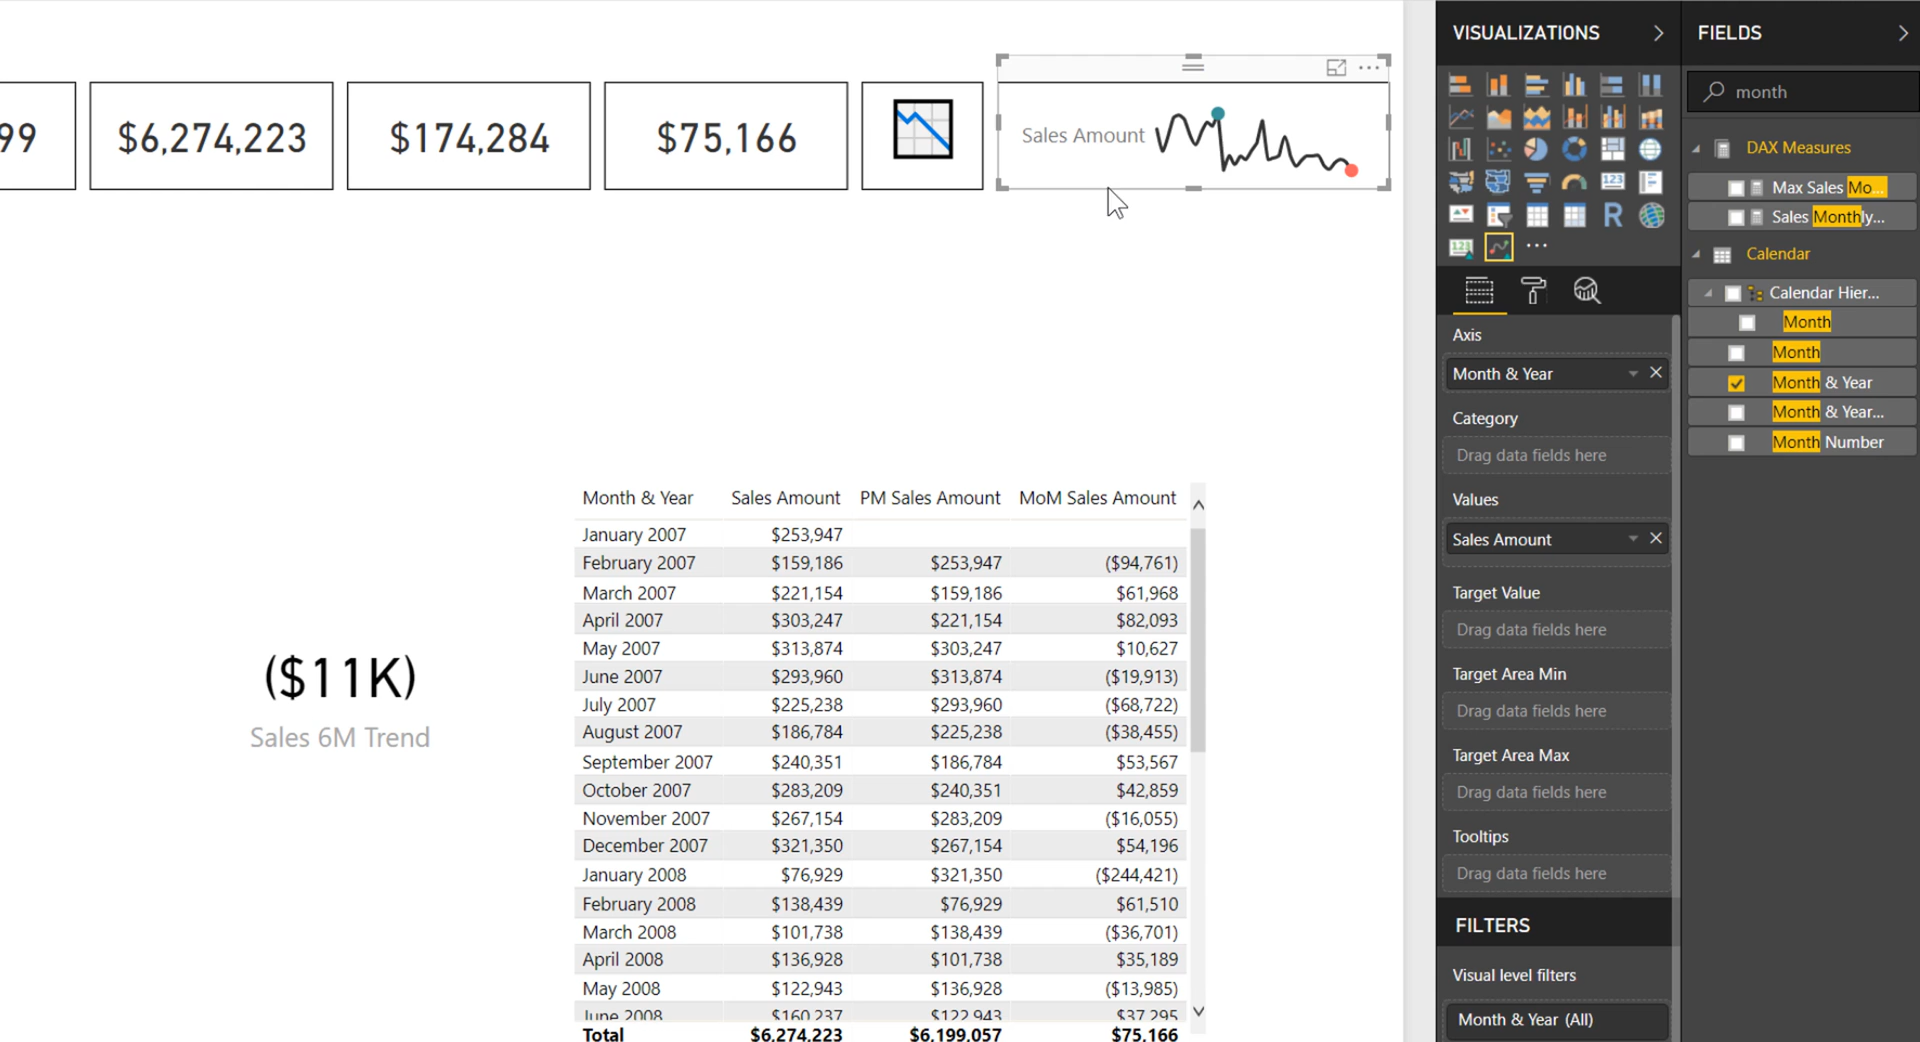 99
$6,274,223
$174,284
$75,166
Sales Amount
($11K)
Sales 6M Trend
Month & Year Sales Amount PM Sales Amount MoM Sales Amount
January 2007 $253,947
February 2007 $159,186 $253,947 ($94,761)
March 2007 $221,154 $159,186 $61,968
April 2007 $303,247 $221,154 $82,093
May 2007 $313,874 $303,247 $10,627
June 2007 $293,960 $313,874 ($19,913)
July 2007 $225,238 $293,960 ($68,722)
August 2007 $186,784 $225,238 ($38,455)
September 2007 $240,351 $186,784 $53,567
October 2007 $283,209 $240,351 $42,859
November 2007 $267,154 $283,209 ($16,055)
December 2007 $321,350 $267,154 $54,196
January 2008 $76,929 $321,350 ($244,421)
February 2008 $138,439 $76,929 $61,510
March 2008 $101,738 $138,439 ($36,701)
April 2008 $136,928 $101,738 $35,189
May 2008 $122,943 $136,928 ($13,985)
June 2008 $160,237 $122,943 $37,295
Total $6,274,223 $6,199,057 $75,166
VISUALIZATIONS
R
123
Axis
Month & Year
Category
Drag data fields here
Values
Sales Amount
Target Value
Drag data fields here
Target Area Min
Drag data fields here
Target Area Max
Drag data fields here
Tooltips
Drag data fields here
FILTERS
Visual level filters
Month & Year (All)
FIELDS
month
DAX Measures
Max Sales Mo...
Sales Monthly...
Calendar
Calendar Hier...
Month
Month
Month & Year
Month & Year...
Month Number